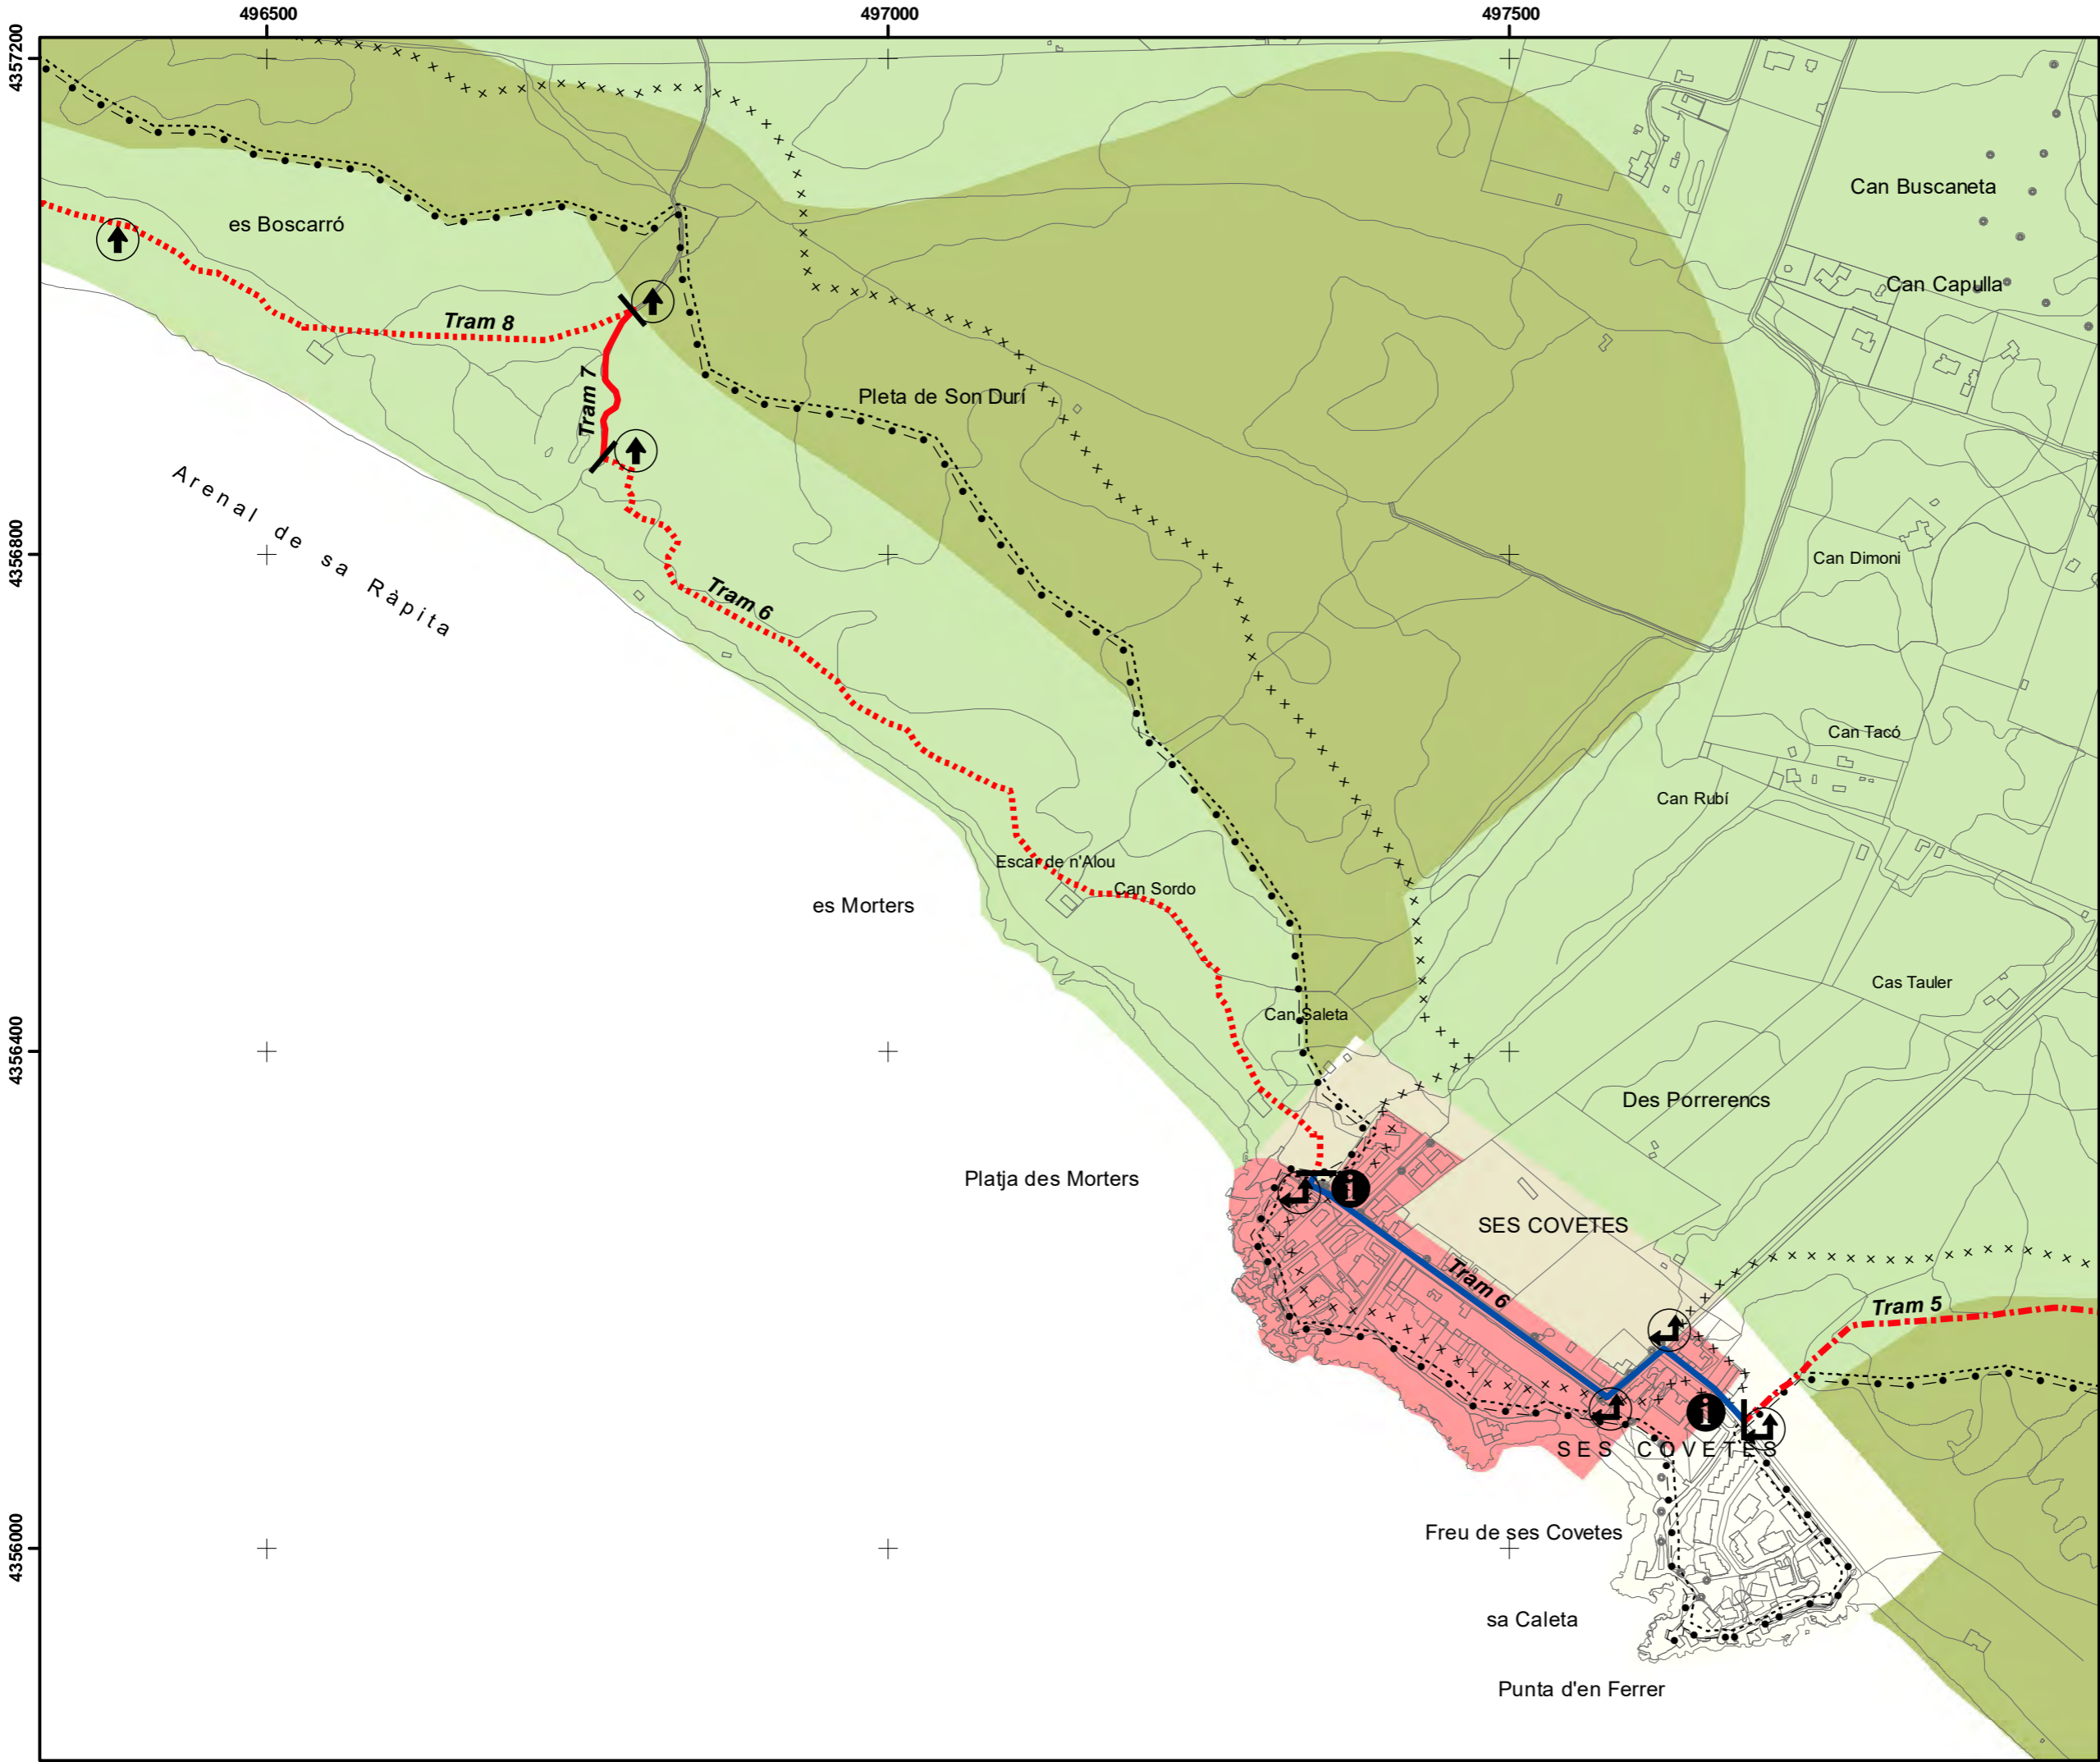 496500
497000
497500
4357200
Can Buscaneta
es Boscarró
Can Capulla
Tram 8
Tram 7
Pleta de Son Durí
Arenal de sa Ràpita
4356800
Can Dimoni
Tram 6
Can Tacó
Can Rubí
Escar de n'Alou
Can Sordo
es Morters
Cas Tauler
Can Saleta
4356400
Des Porrerencs
Platja des Morters
i
SES COVETES
Tram 6
Tram 5
i
SES COVETES
Freu de ses Covetes
4356000
sa Caleta
Punta d'en Ferrer